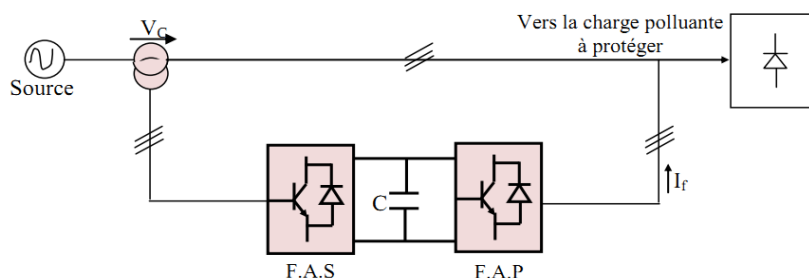 V_C
Vers la charge polluante
à protéger
Source
C
I_f
F.A.S
F.A.P